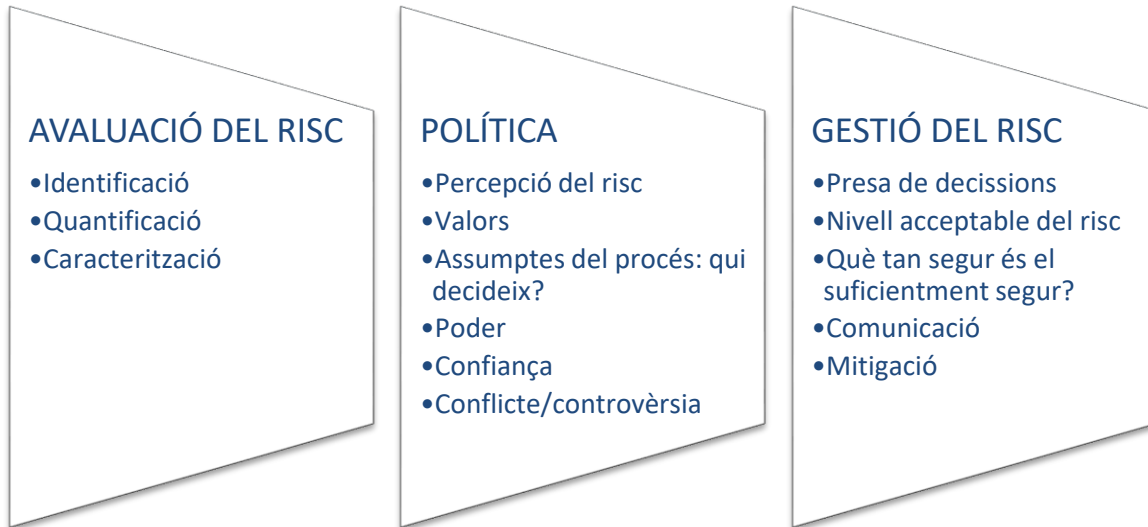 AVALUACIÓ DEL RISC
•Identificació
•Quantificació
•Caracterització
POLÍTICA
•Percepció del risc
•Valors
•Assumptes del procés: qui
decideix?
•Poder
•Confiança
•Conflicte/controvèrsia
GESTIÓ DEL RISC
•Presa de decissions
•Nivell acceptable del risc
•Què tan segur és el
suficientment segur?
•Comunicació
•Mitigació